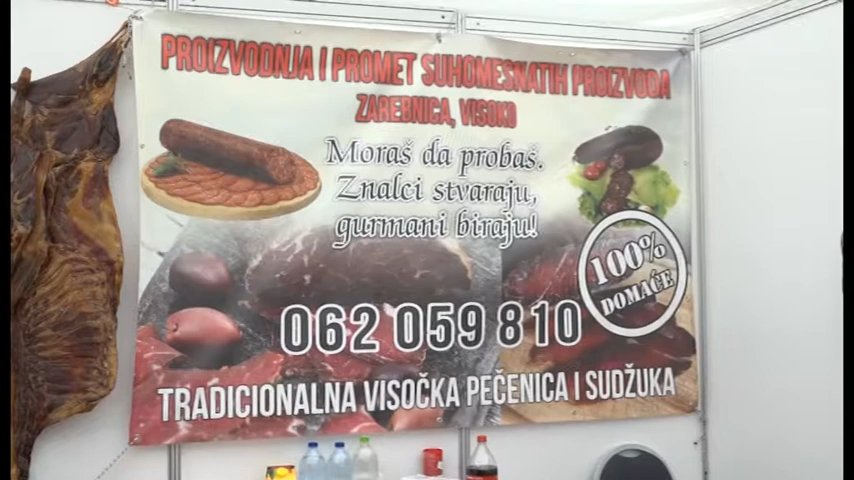 PROIZVODNJA I PROMET SUHOMESNATIH PROIZVODA
ZAREBNICA, VISOKO
Moraš da probaš.
Znalci stvaraju,
gurmani biraju!
100%
DOMAĆE
062 059 810
TRADICIONALNA VISOČKA PEČENICA I SUDŽUKA